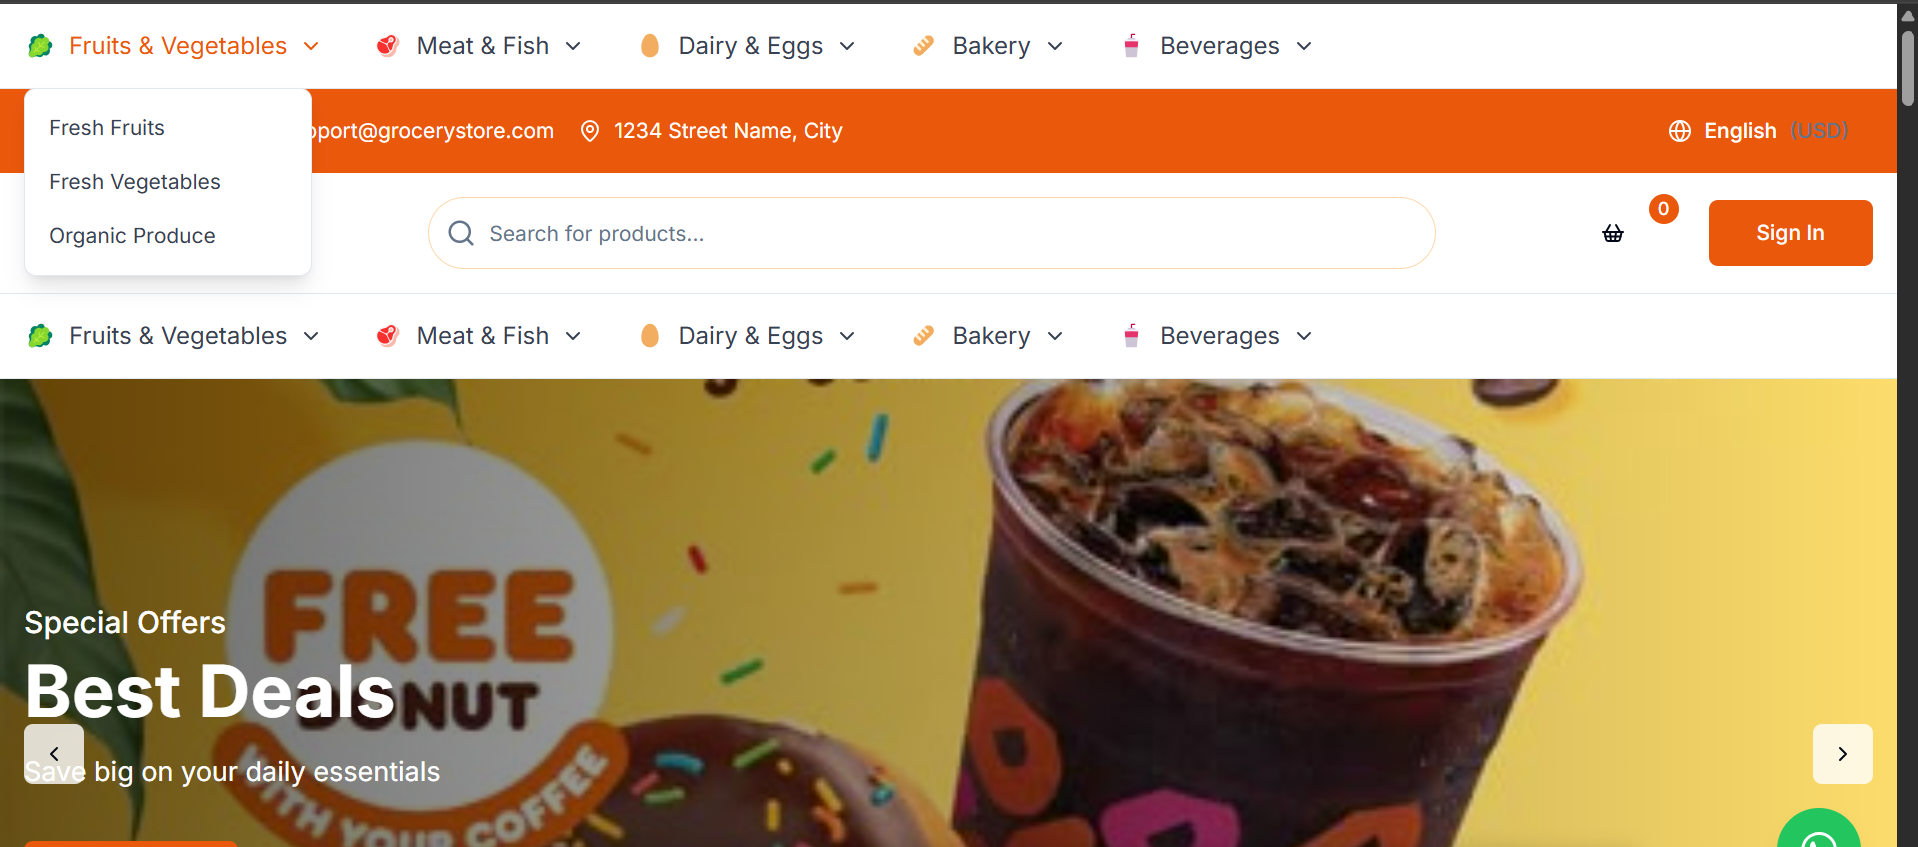 Fruits & Vegetables Meat & Fish Dairy & Eggs Bakery Beverages
Fresh Fruits
Fresh Vegetables
Organic Produce
pport@grocerystore.com 1234 Street Name, City English (USD)
Search for products... 0 Sign In
Fruits & Vegetables Meat & Fish Dairy & Eggs Bakery Beverages
FREE
DONUT
WITH YOUR COFFEE
Special Offers
Best Deals
Save big on your daily essentials